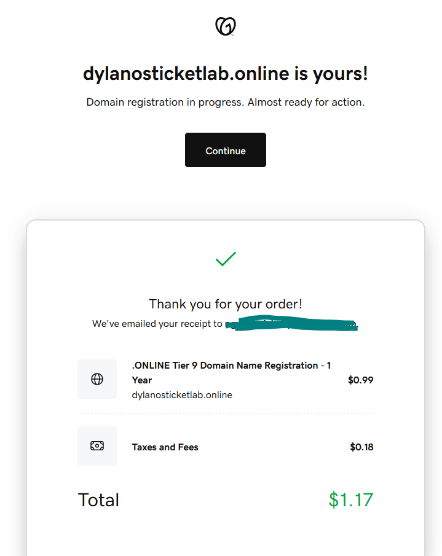 dylanosticketlab.online is yours!
Domain registration in progress. Almost ready for action.
Continue
Thank you for your order!
We've emailed your receipt to
.ONLINE Tier 9 Domain Name Registration - 1
Year
$0.99
dylanosticketlab.online
Taxes and Fees
$0.18
Total
$1.17